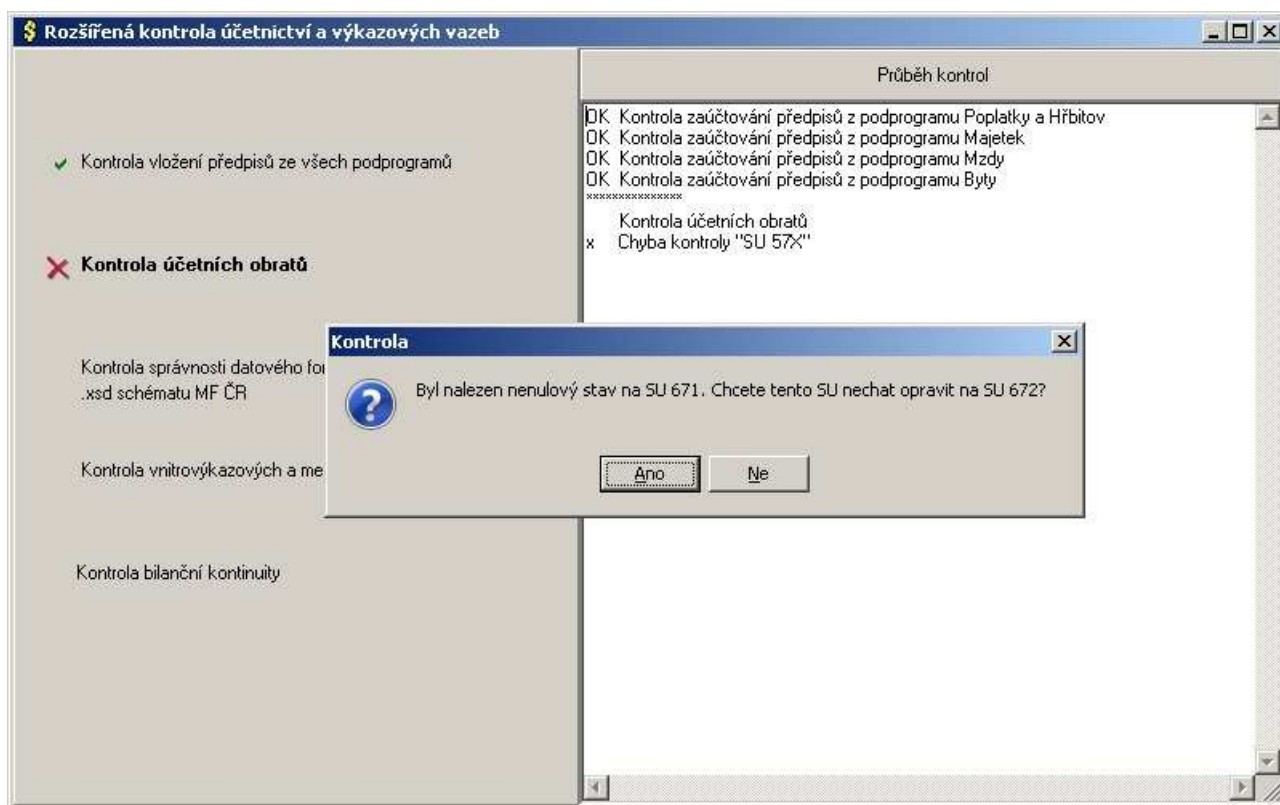 Rozšířená kontrola účetnictví a výkazových vazeb
Průběh kontrol
Kontrola vložení předpisů ze všech podprogramů
Kontrola účetních obratů
Kontrola správnosti datového
.xsd schématu MF ČR
Kontrola vnitrovýkazových a me
Kontrola bilanční kontinuity
OK Kontrola zaúčtování předpisů z podprogramu Poplatky a Hřbitov
OK Kontrola zaúčtování předpisů z podprogramu Majetek
OK Kontrola zaúčtování předpisů z podprogramu Mzdy
OK Kontrola zaúčtování předpisů z podprogramu Byty
***************
Kontrola účetních obratů
x Chyba kontroly "SU 57X"
Kontrola
Byl nalezen nenulový stav na SU 671. Chcete tento SU nechat opravit na SU 672?
Ano
Ne